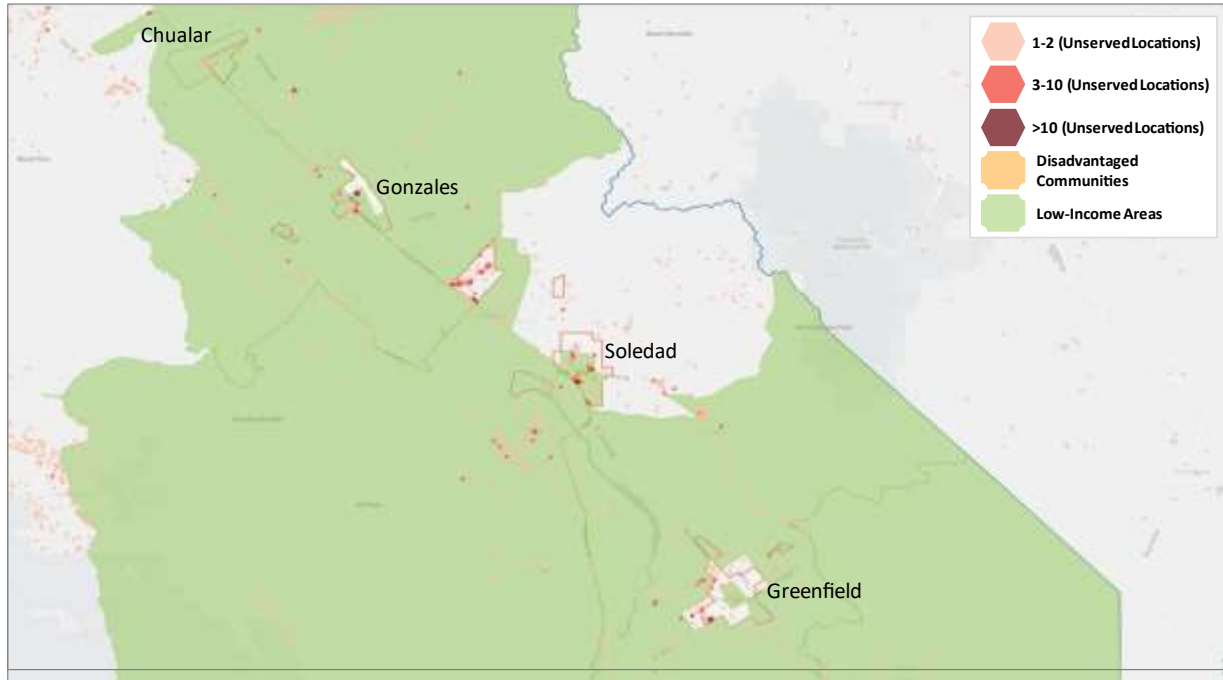 Chualar
Gonzales
Soledad
Greenfield
1-2 (Unserved Locations)
3-10 (Unserved Locations)
>10 (Unserved Locations)
Disadvantaged
Communities
Low-Income Areas